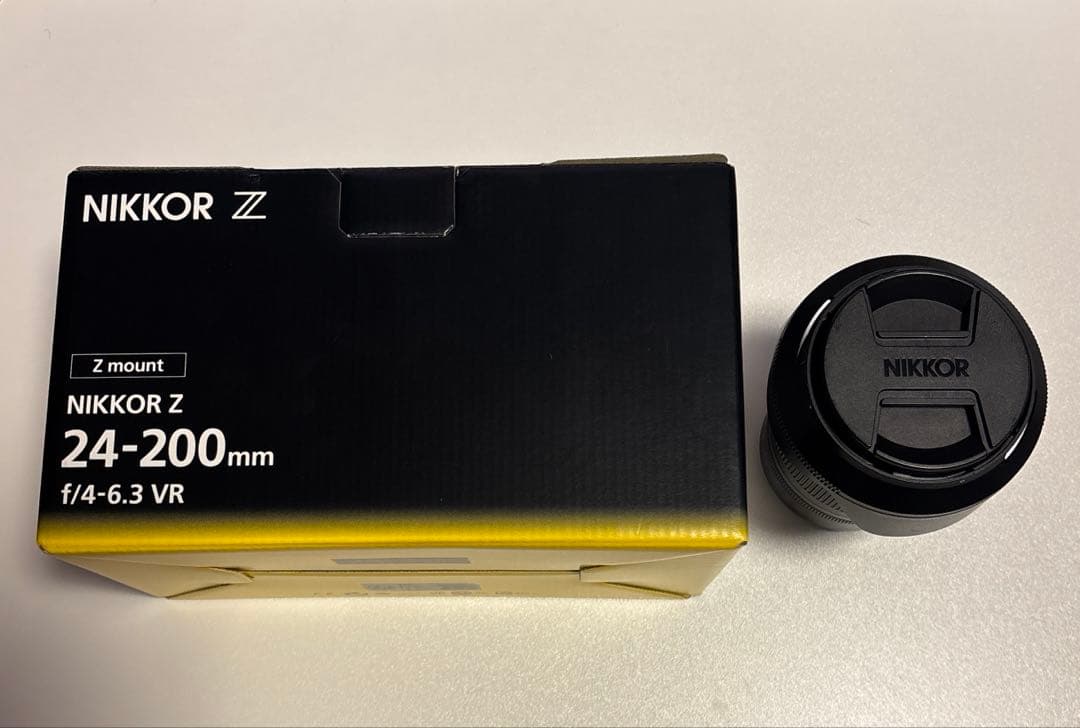 NIKKOR Z
Z mount
NIKKOR Z
24-200mm
f/4-6.3 VR
NIKKOR